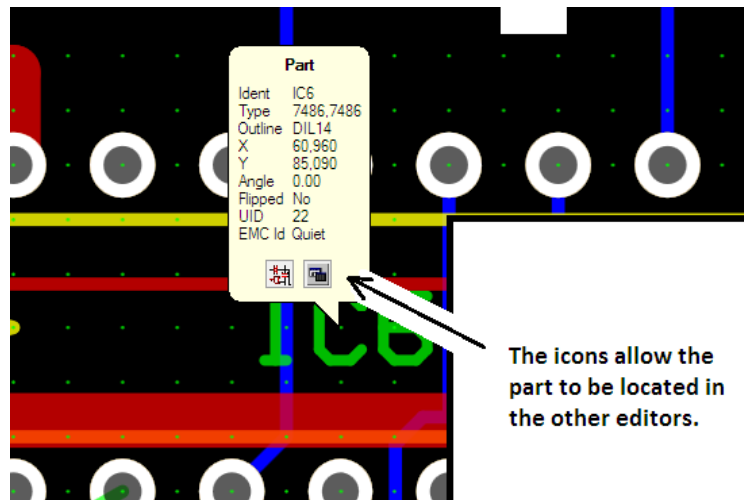 Part
Ident IC6
Type 7486,7486
Outline DIL14
X 60,960
Y 85,090
Angle 0.00
Flipped No
UID 22
EMC Id Quiet
IC6
The icons allow the
part to be located in
the other editors.